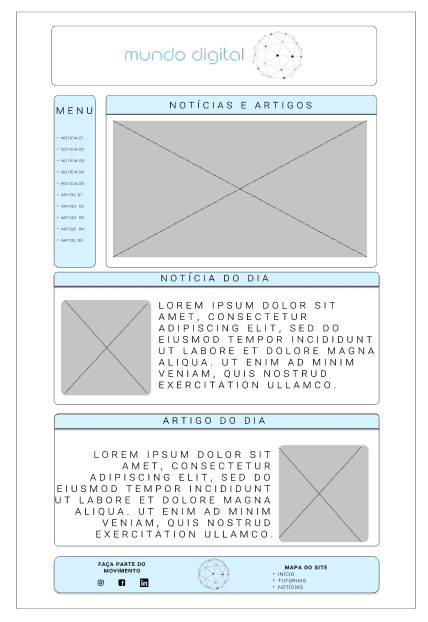 mundo digital
MENU
NOTÍCIA 01
NOTÍCIA 02
NOTÍCIA 03
NOTÍCIA 04
NOTÍCIA 05
ARTIGO 01
ARTIGO 02
ARTIGO 03
ARTIGO 04
ARTIGO 05
NOTÍCIAS E ARTIGOS
NOTÍCIA DO DIA
LOREM IPSUM DOLOR SIT
AMET, CONSECTETUR
ADIPISCING ELIT, SED DO
EIUSMOD TEMPOR INCIDIDUNT
UT LABORE ET DOLORE MAGNA
ALIQUA. UT ENIM AD MINIM
VENIAM, QUIS NOSTRUD
EXERCITATION ULLAMCO.
ARTIGO DO DIA
LOREM IPSUM DOLOR SIT
AMET, CONSECTETUR
ADIPISCING ELIT, SED DO
EIUSMOD TEMPOR INCIDIDUNT
UT LABORE ET DOLORE MAGNA
ALIQUA. UT ENIM AD MINIM
VENIAM, QUIS NOSTRUD
EXERCITATION ULLAMCO.
FAÇA PARTE DO
MOVIMENTO
MAPA DO SITE
INÍCIO
TUTORIAIS
NOTÍCIAS